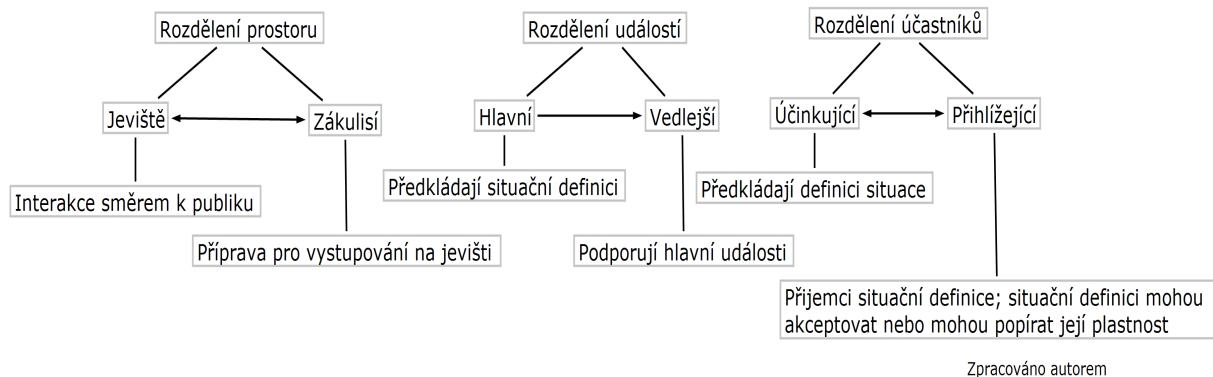 Rozdělení prostoru
Jeviště
Zákulisí
Interakce směrem k publiku
Příprava pro vystupování na jevišti
Rozdělení událostí
Hlavní
Vedlejší
Předkládají situační definici
Podporují hlavní události
Rozdělení účastníků
Účinkující
Přihlížející
Předkládají definici situace
Přijemci situační definice; situační definici mohou
akceptovat nebo mohou popírat její plastnost
Zpracováno autorem